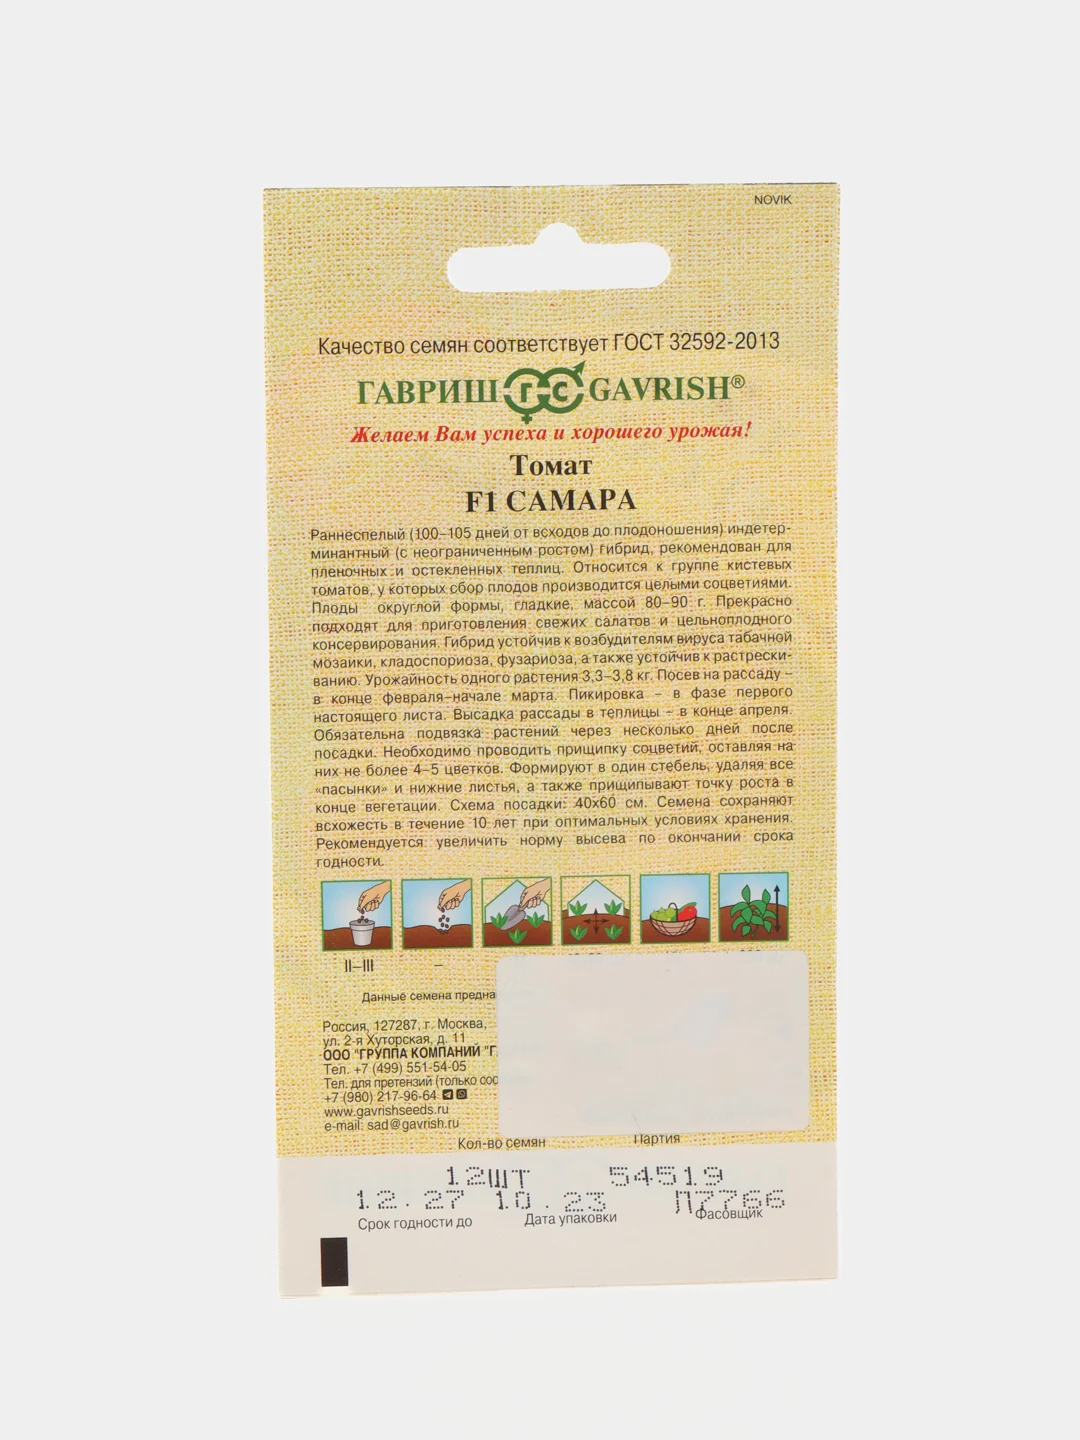 NOVIK
Качество семян соответствует ГОСТ 32592-2013
ГАВРИШ ГС GAVRISH®
Желаем Вам успеха и хорошего урожая!
Томат
F1 САМАРА
Раннеспелый (100–105 дней от всходов до плодоношения) индетер-
минантный (с неограниченным ростом) гибрид, рекомендован для
пленочных и остекленных теплиц. Относится к группе кистевых
томатов, у которых сбор плодов производится целыми соцветиями.
Плоды округлой формы, гладкие, массой 80–90 г. Прекрасно
подходят для приготовления свежих салатов и цельноплодного
консервирования. Гибрид устойчив к возбудителям вируса табачной
мозаики, кладоспориоза, фузариоза, а также устойчив к растрески-
ванию. Урожайность одного растения 3,3–3,8 кг. Посев на рассаду –
в конце февраля–начале марта. Пикировка – в фазе первого
настоящего листа. Высадка рассады в теплицы – в конце апреля.
Обязательна подвязка растений через несколько дней после
посадки. Необходимо проводить прищипку соцветий, оставляя на
них не более 4–5 цветков. Формируют в один стебель, удаляя все
«пасынки» и нижние листья, а также прищипывают точку роста в
конце вегетации. Схема посадки: 40х60 см. Семена сохраняют
всхожесть в течение 10 лет при оптимальных условиях хранения.
Рекомендуется увеличить норму высева по окончании срока
годности.
II–III –
Данные семена предна
Россия, 127287, г. Москва,
ул. 2-я Хуторская, д. 11
ООО "ГРУППА КОМПАНИЙ "Г
Тел. +7 (499) 551-54-05
Тел. для претензий (только соо
+7 (980) 217-96-64
www.gavrishseeds.ru
e-mail: sad@gavrish.ru
Кол-во семян Партия
12ШТ 54519
12.27 10.23 П7766
Срок годности до Дата упаковки Фасовщик